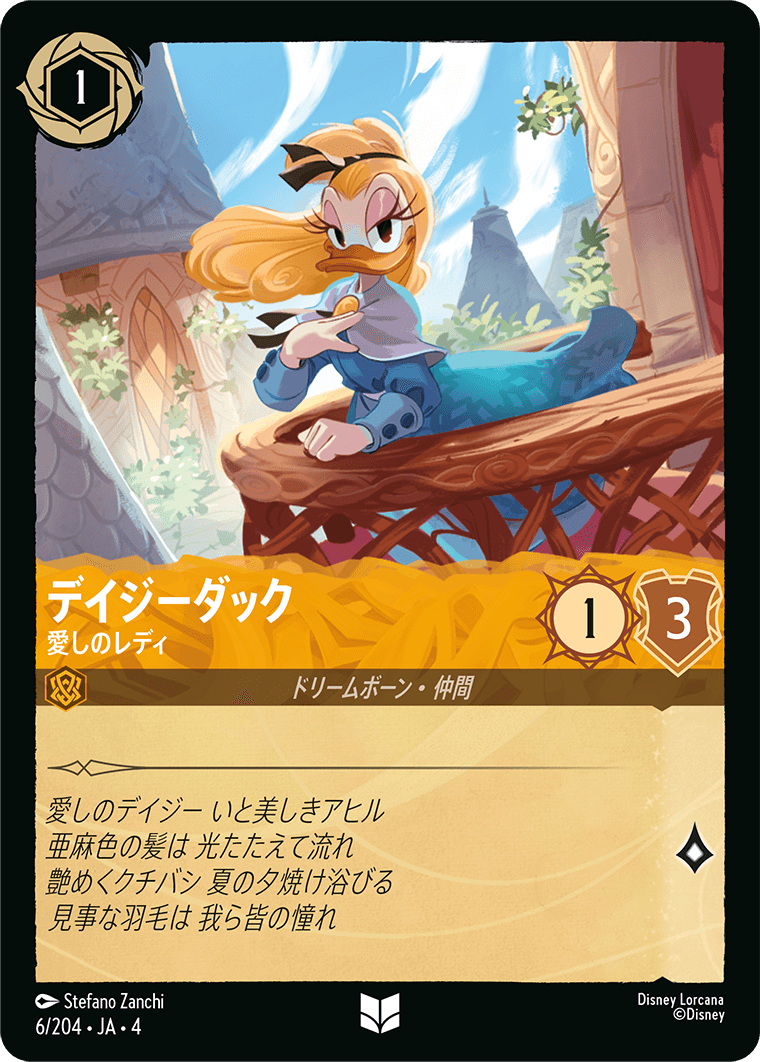 1
デイジーダック
愛しのレディ
1 3
ドリームボーン・仲間
愛しのデイジー いと美しきアヒル
亜麻色の髪は 光たたえて流れ
艶めくクチバシ 夏の夕焼け浴びる
見事な羽毛は 我ら皆の憧れ
Stefano Zanchi
6/204・JA・4
Disney Lorcana
©Disney